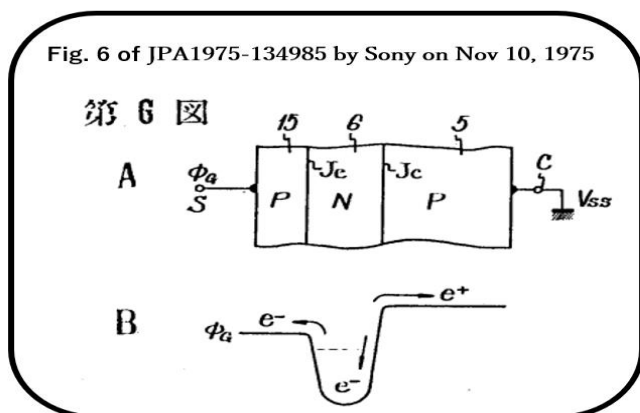 Fig. 6 of JPA1975-134985 by Sony on Nov 10, 1975
第 6 図
15 6 5
A
ΦG
S
P
Jc
N
Jc
P
C
VSS
B
ΦG
e-
e+
e-